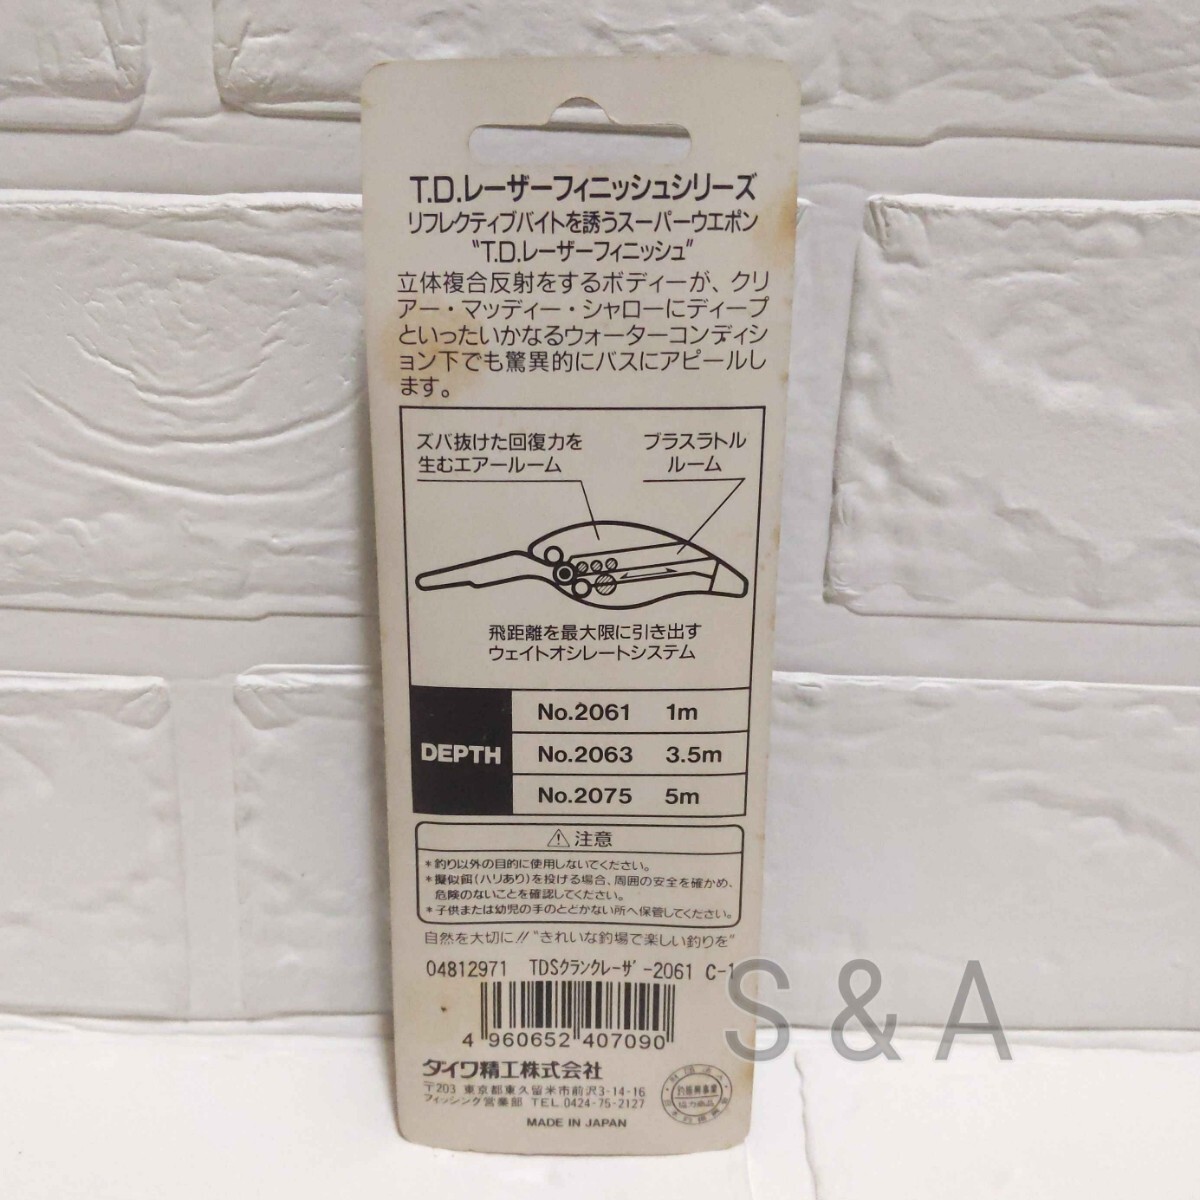 T.D.レーザーフィニッシュシリーズ
リフレクティブバイトを誘うスーパーウエポン
"T.D.レーザーフィニッシュ"
立体複合反射をするボディーが、クリ
アー・マッディー・シャローにディープ
といったいかなるウォーターコンディシ
ョン下でも驚異的にバスにアピールし
ます。
ズバ抜けた回復力を
生むエアールーム
ブラスラトル
ルーム
飛距離を最大限に引き出す
ウェイトオシレートシステム
DEPTH
No.2061 1m
No.2063 3.5m
No.2075 5m
⚠注意
*釣り以外の目的に使用しないでください。
*擬似餌(ハリあり)を投げる場合、周囲の安全を確かめ、
危険のないことを確認してください。
*子供または幼児の手のとどかない所へ保管してください。
自然を大切に!!"きれいな釣場で楽しい釣りを"
04812971 TDSクランクレーザ-2061 C-1
4 960652 407090
ダイワ精工株式会社
〒203 東京都東久留米市前沢3-14-16
フィッシング営業部 TEL.0424-75-2127
MADE IN JAPAN
S & A